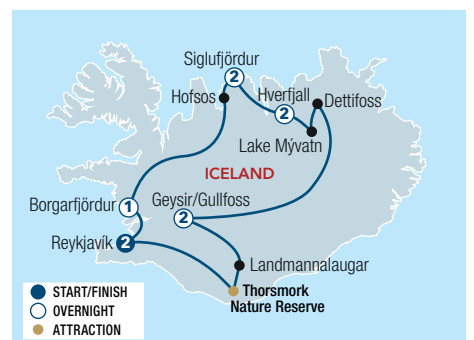 Siglufjördur
2
Hofsos
Hverfjall
2
Dettifoss
Lake Mývatn
ICELAND
Borgarfjördur
1
Geysir/Gullfoss
2
Reykjavík
2
Landmannalaugar
Thorsmork
Nature Reserve
START/FINISH
OVERNIGHT
ATTRACTION